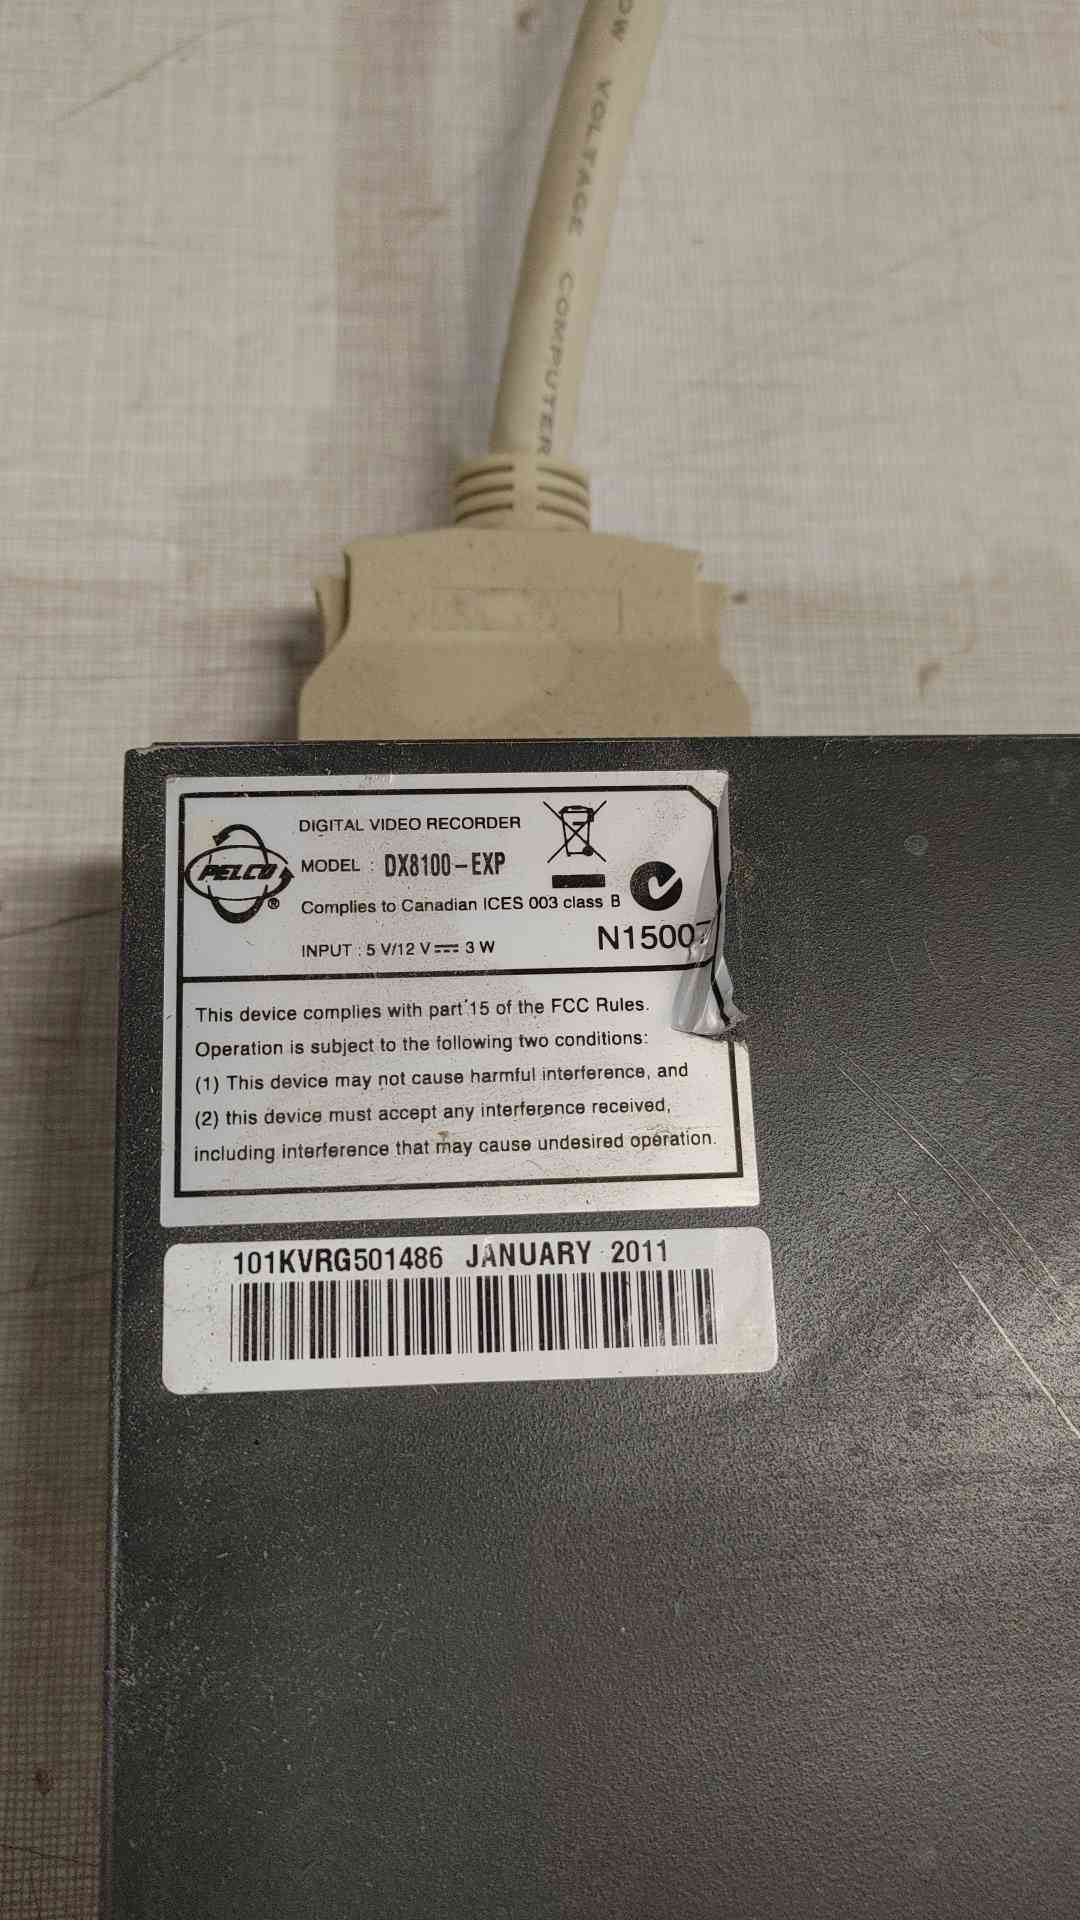 VOLTAGE COMPUTER
PELCO®
DIGITAL VIDEO RECORDER
MODEL : DX8100-EXP
Complies to Canadian ICES 003 class B
INPUT : 5 V/12 V ⎓ 3 W
N15007
This device complies with part 15 of the FCC Rules.
Operation is subject to the following two conditions:
(1) This device may not cause harmful interference, and
(2) this device must accept any interference received,
including interference that may cause undesired operation.
101KVRG501486 JANUARY 2011